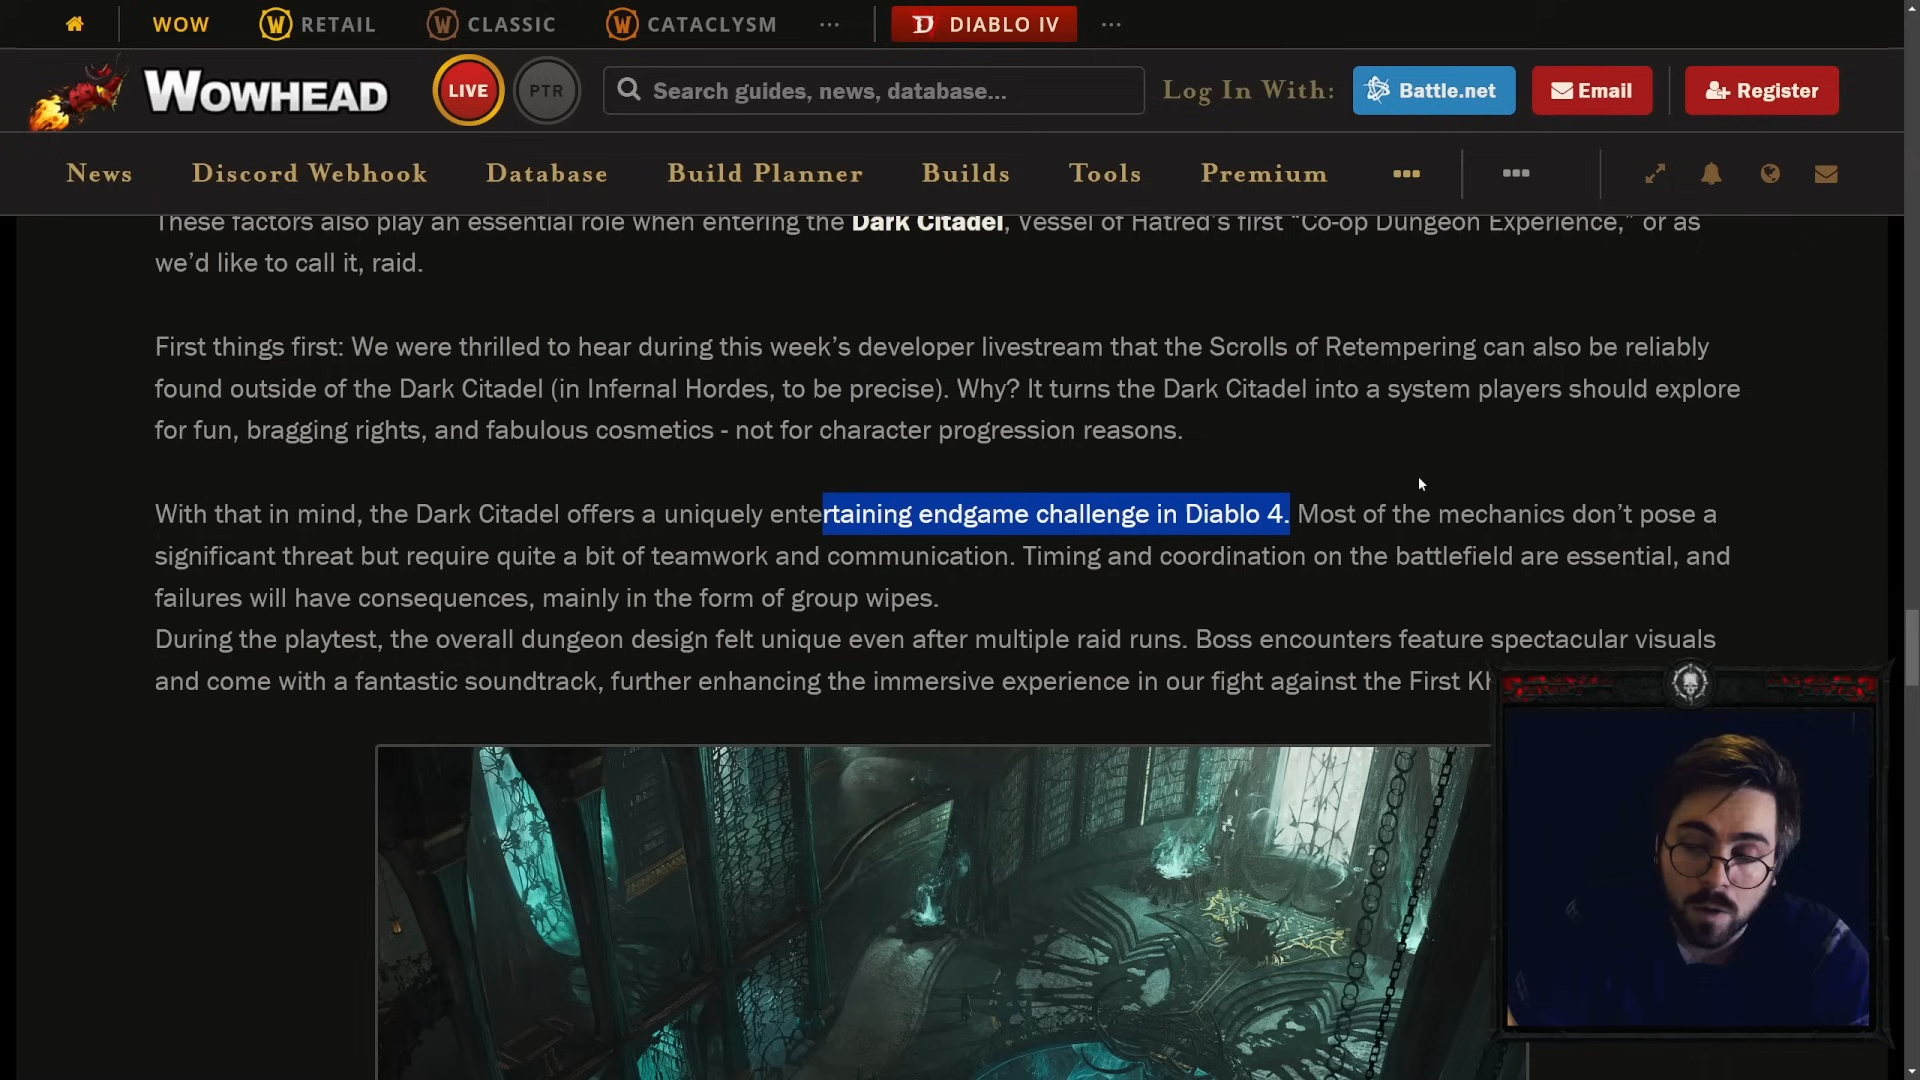 WOW
RETAIL
CLASSIC
CATACLYSM
DIABLO IV
WOWHEAD
LIVE
PTR
Search guides, news, database...
Log In With:
Battle.net
Email
Register
News
Discord Webhook
Database
Build Planner
Builds
Tools
Premium
These factors also play an essential role when entering the Dark Citadel, Vessel of Hatred's first “Co-op Dungeon Experience,” or as
we’d like to call it, raid.
First things first: We were thrilled to hear during this week’s developer livestream that the Scrolls of Retempering can also be reliably
found outside of the Dark Citadel (in Infernal Hordes, to be precise). Why? It turns the Dark Citadel into a system players should explore
for fun, bragging rights, and fabulous cosmetics - not for character progression reasons.
With that in mind, the Dark Citadel offers a uniquely entertaining endgame challenge in Diablo 4. Most of the mechanics don’t pose a
significant threat but require quite a bit of teamwork and communication. Timing and coordination on the battlefield are essential, and
failures will have consequences, mainly in the form of group wipes.
During the playtest, the overall dungeon design felt unique even after multiple raid runs. Boss encounters feature spectacular visuals
and come with a fantastic soundtrack, further enhancing the immersive experience in our fight against the First